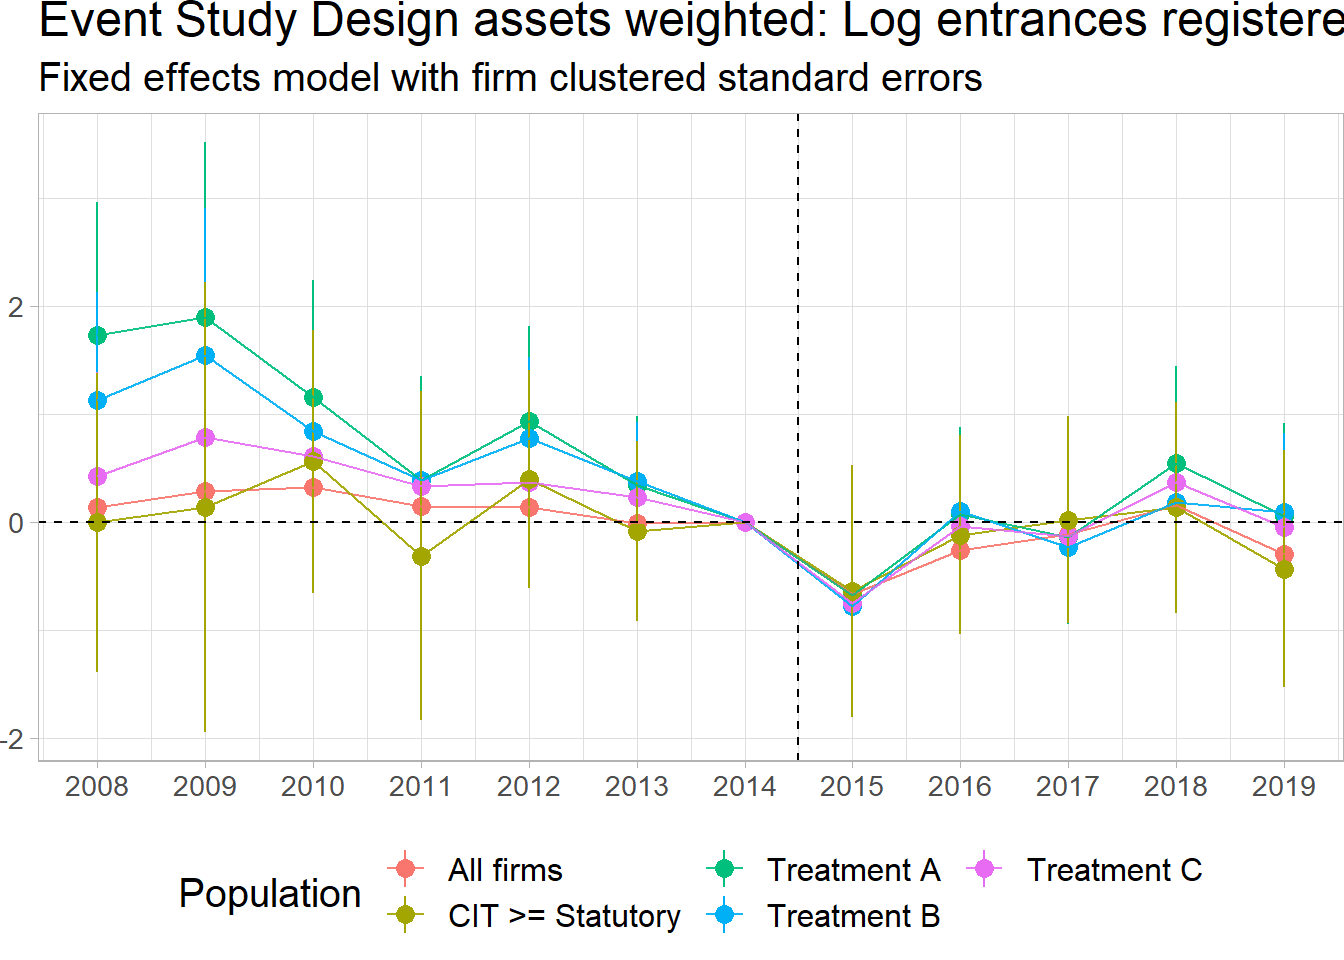 Event Study Design assets weighted: Log entrances registere
Fixed effects model with firm clustered standard errors
2
0
-2
2008 2009 2010 2011 2012 2013 2014 2015 2016 2017 2018 2019
Population
All firms
CIT >= Statutory
Treatment A
Treatment B
Treatment C